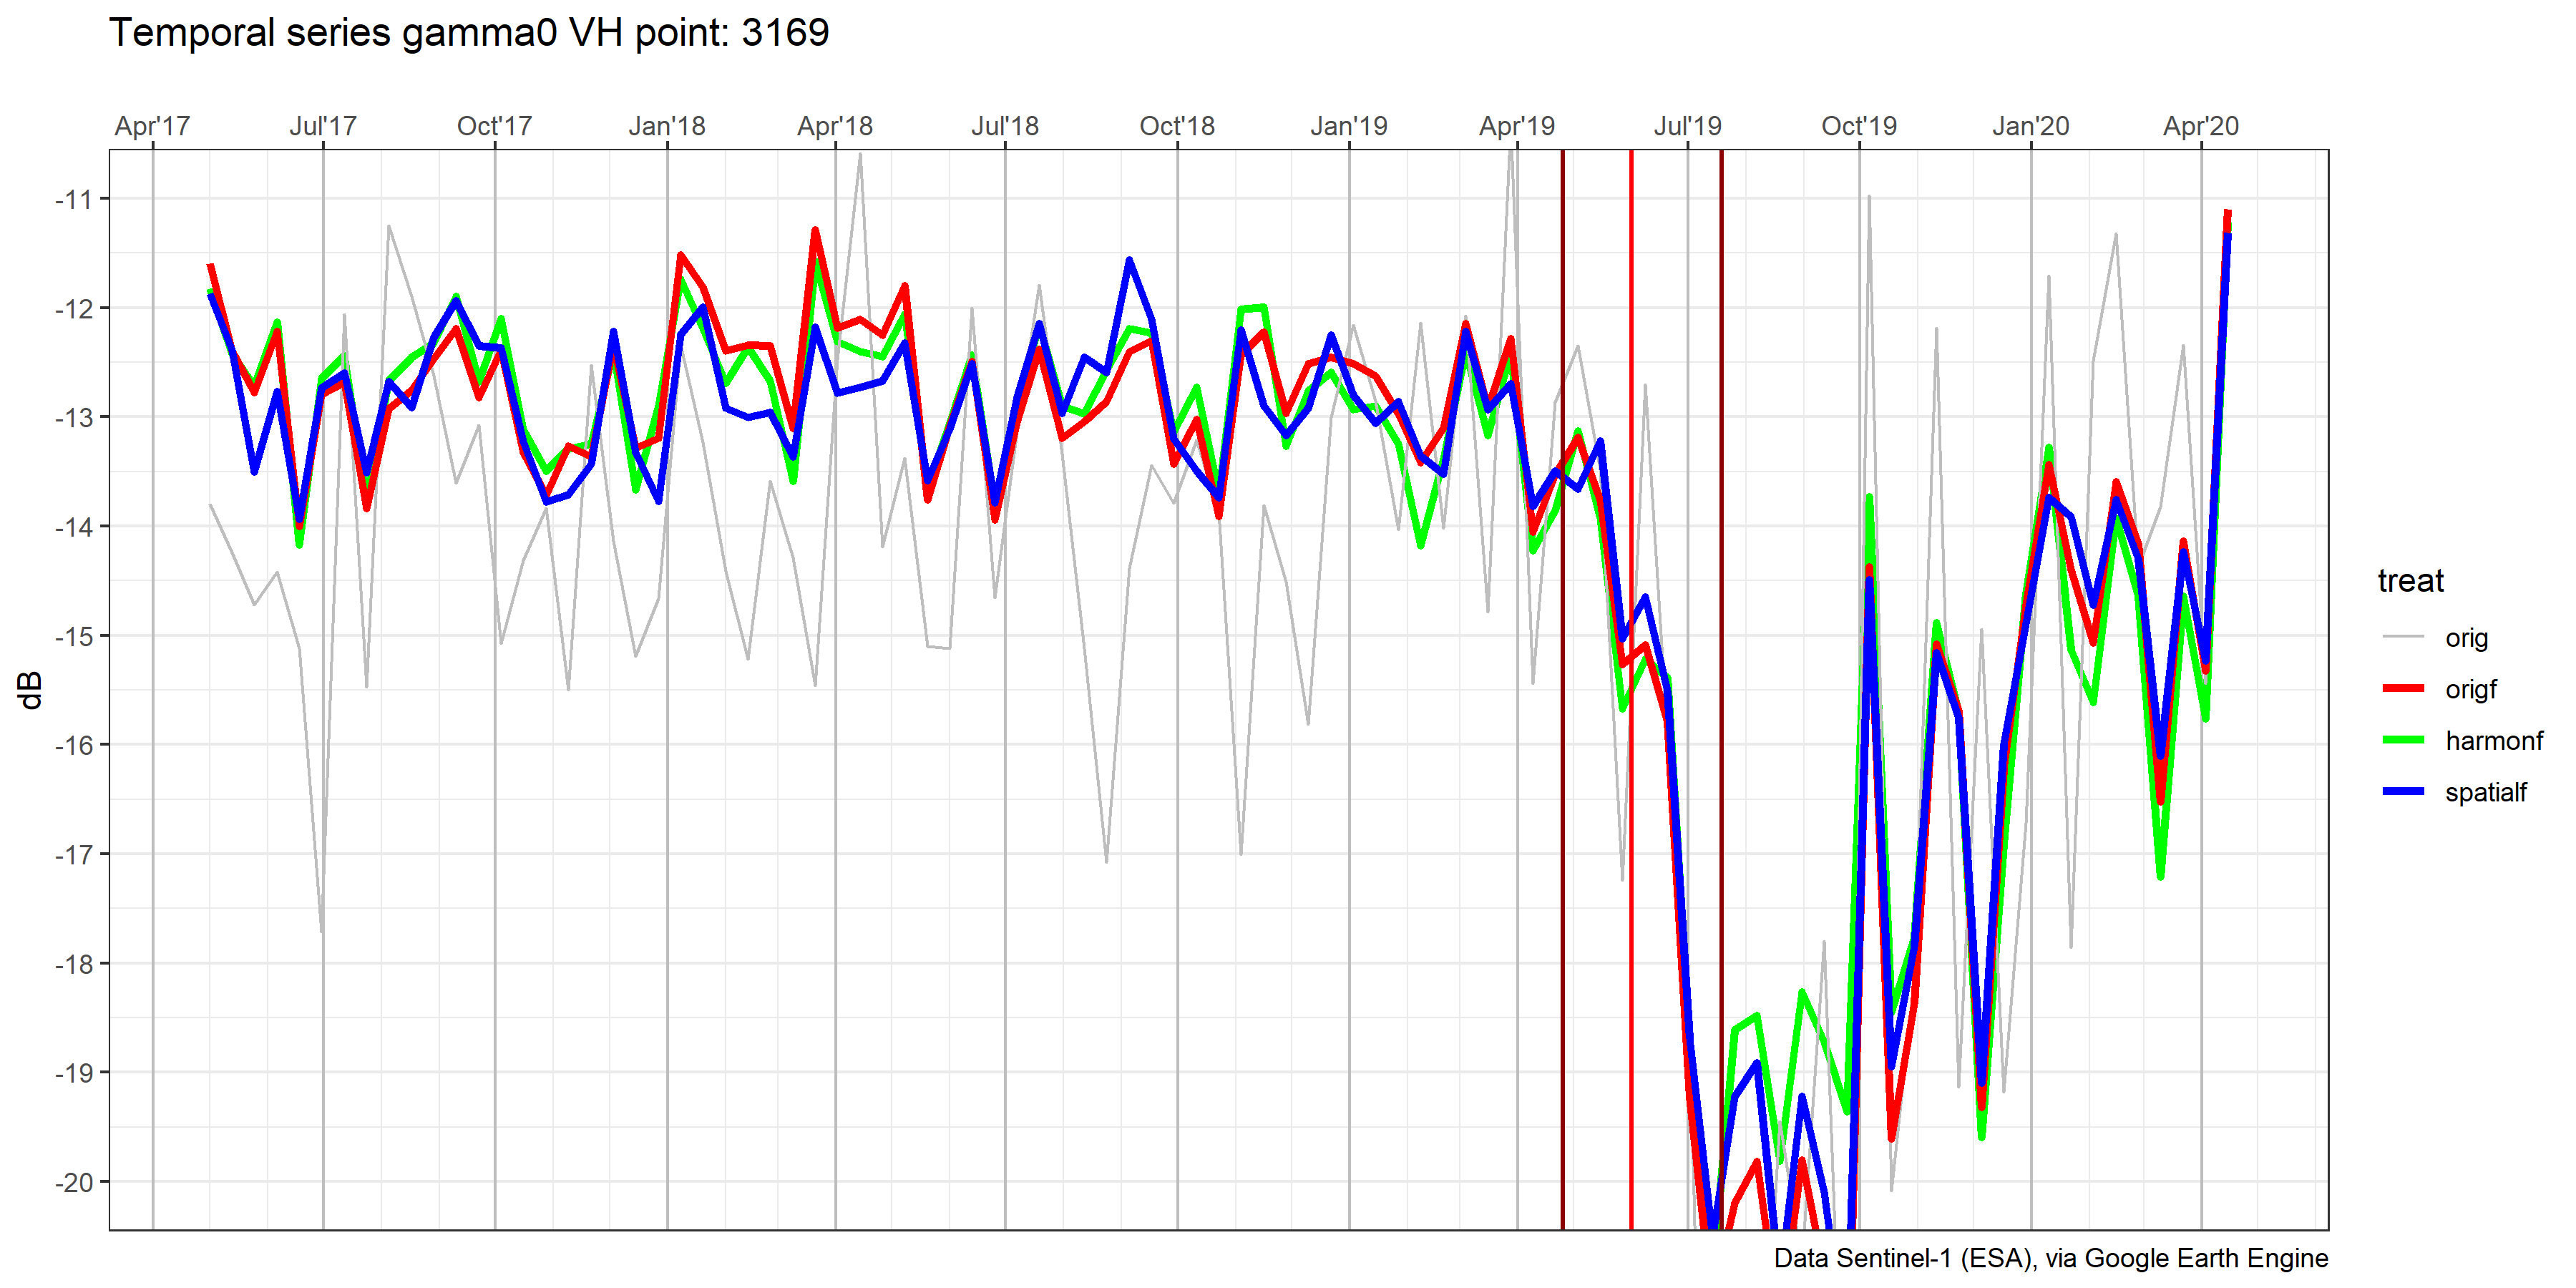 Temporal series gamma0 VH point: 3169
Apr'17 Jul'17 Oct'17 Jan'18 Apr'18 Jul'18 Oct'18 Jan'19 Apr'19 Jul'19 Oct'19 Jan'20 Apr'20
-11
-12
-13
-14
-15
-16
-17
-18
-19
-20
dB
treat
orig
origf
harmonf
spatialf
Data Sentinel-1 (ESA), via Google Earth Engine